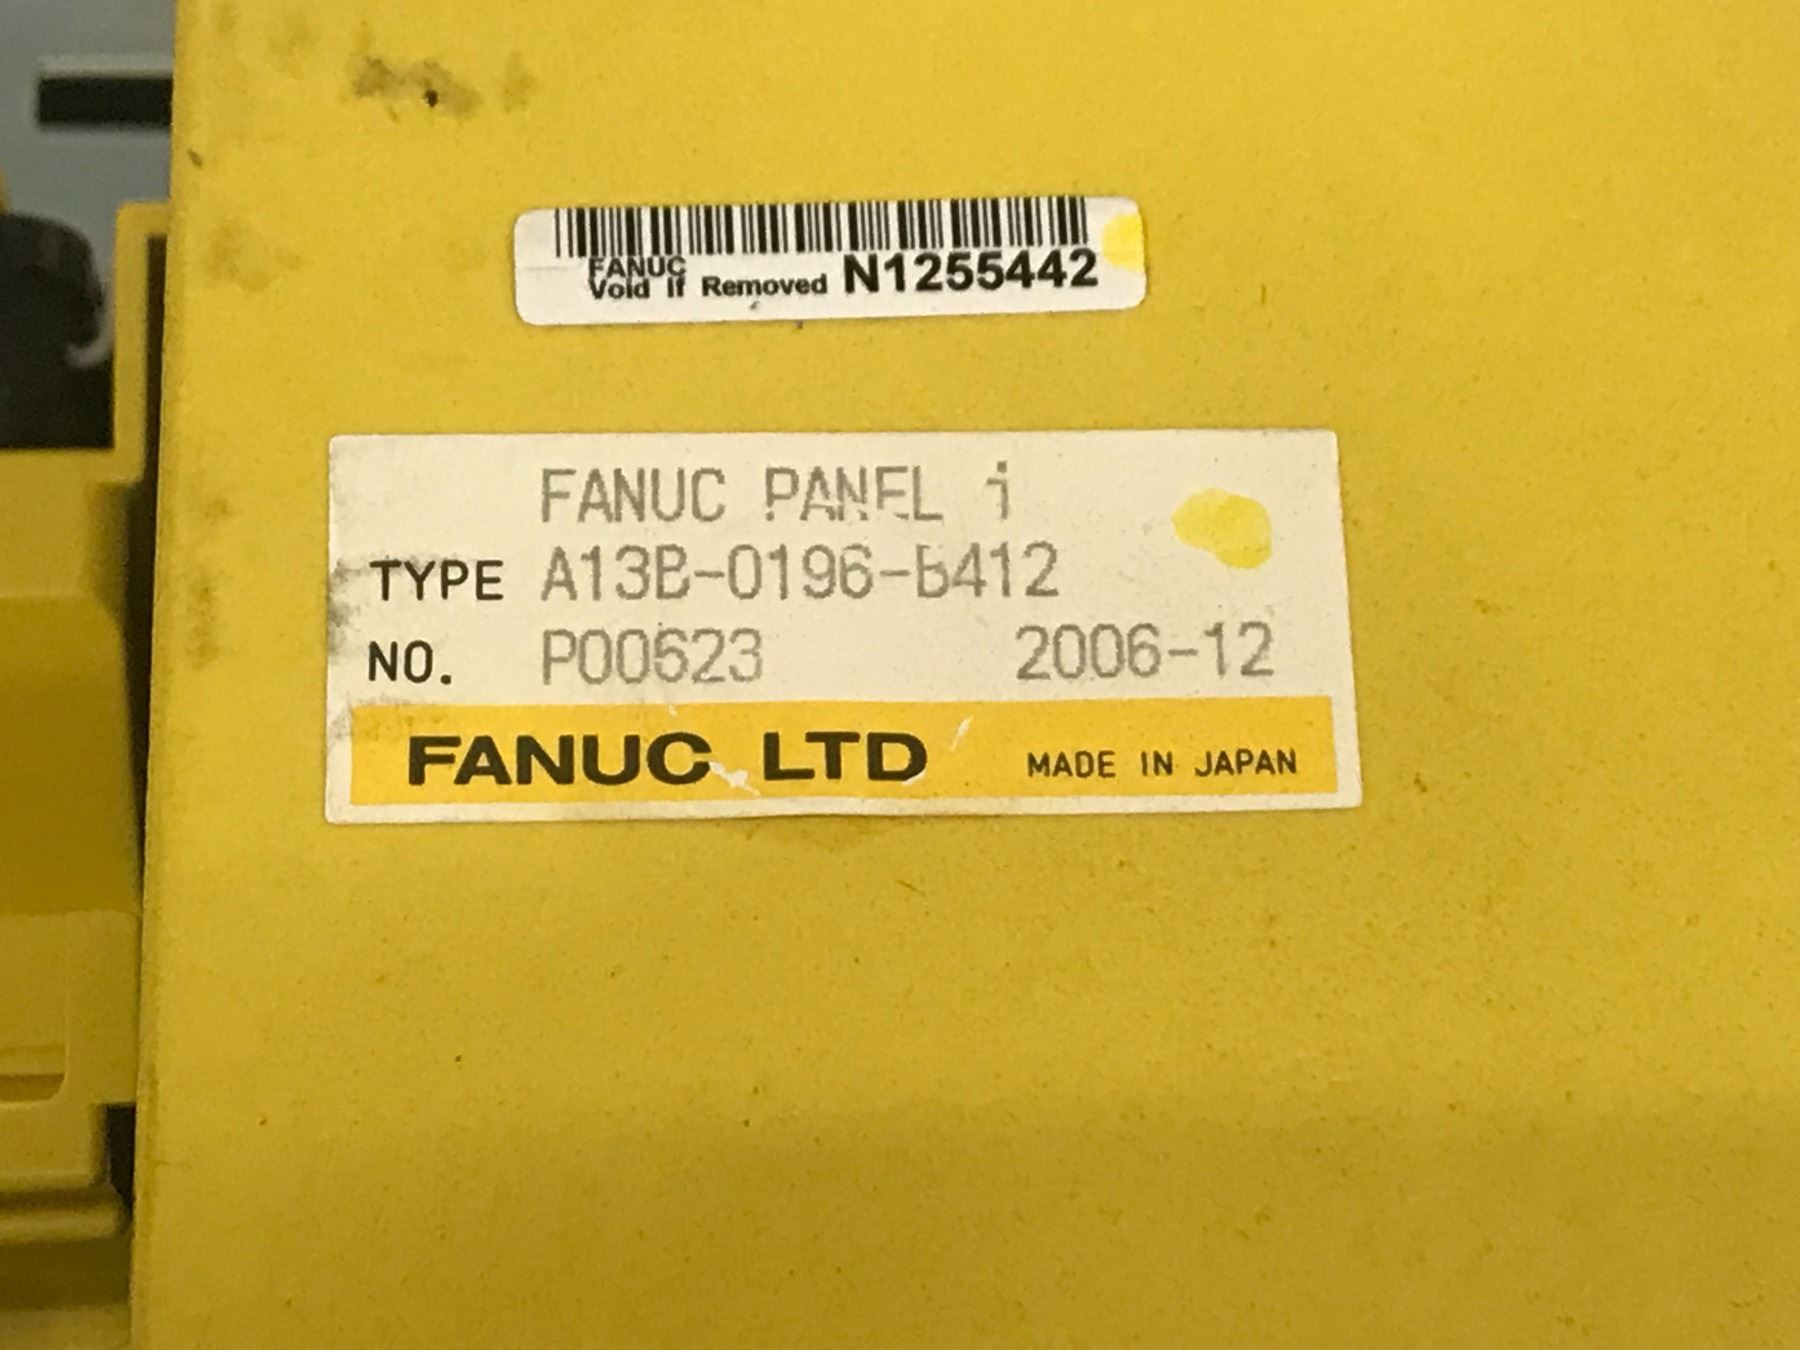 FANUC
Void If Removed N1255442
FANUC PANEL i
TYPE A13B-0196-B412
NO. P00623 2006-12
FANUC LTD MADE IN JAPAN